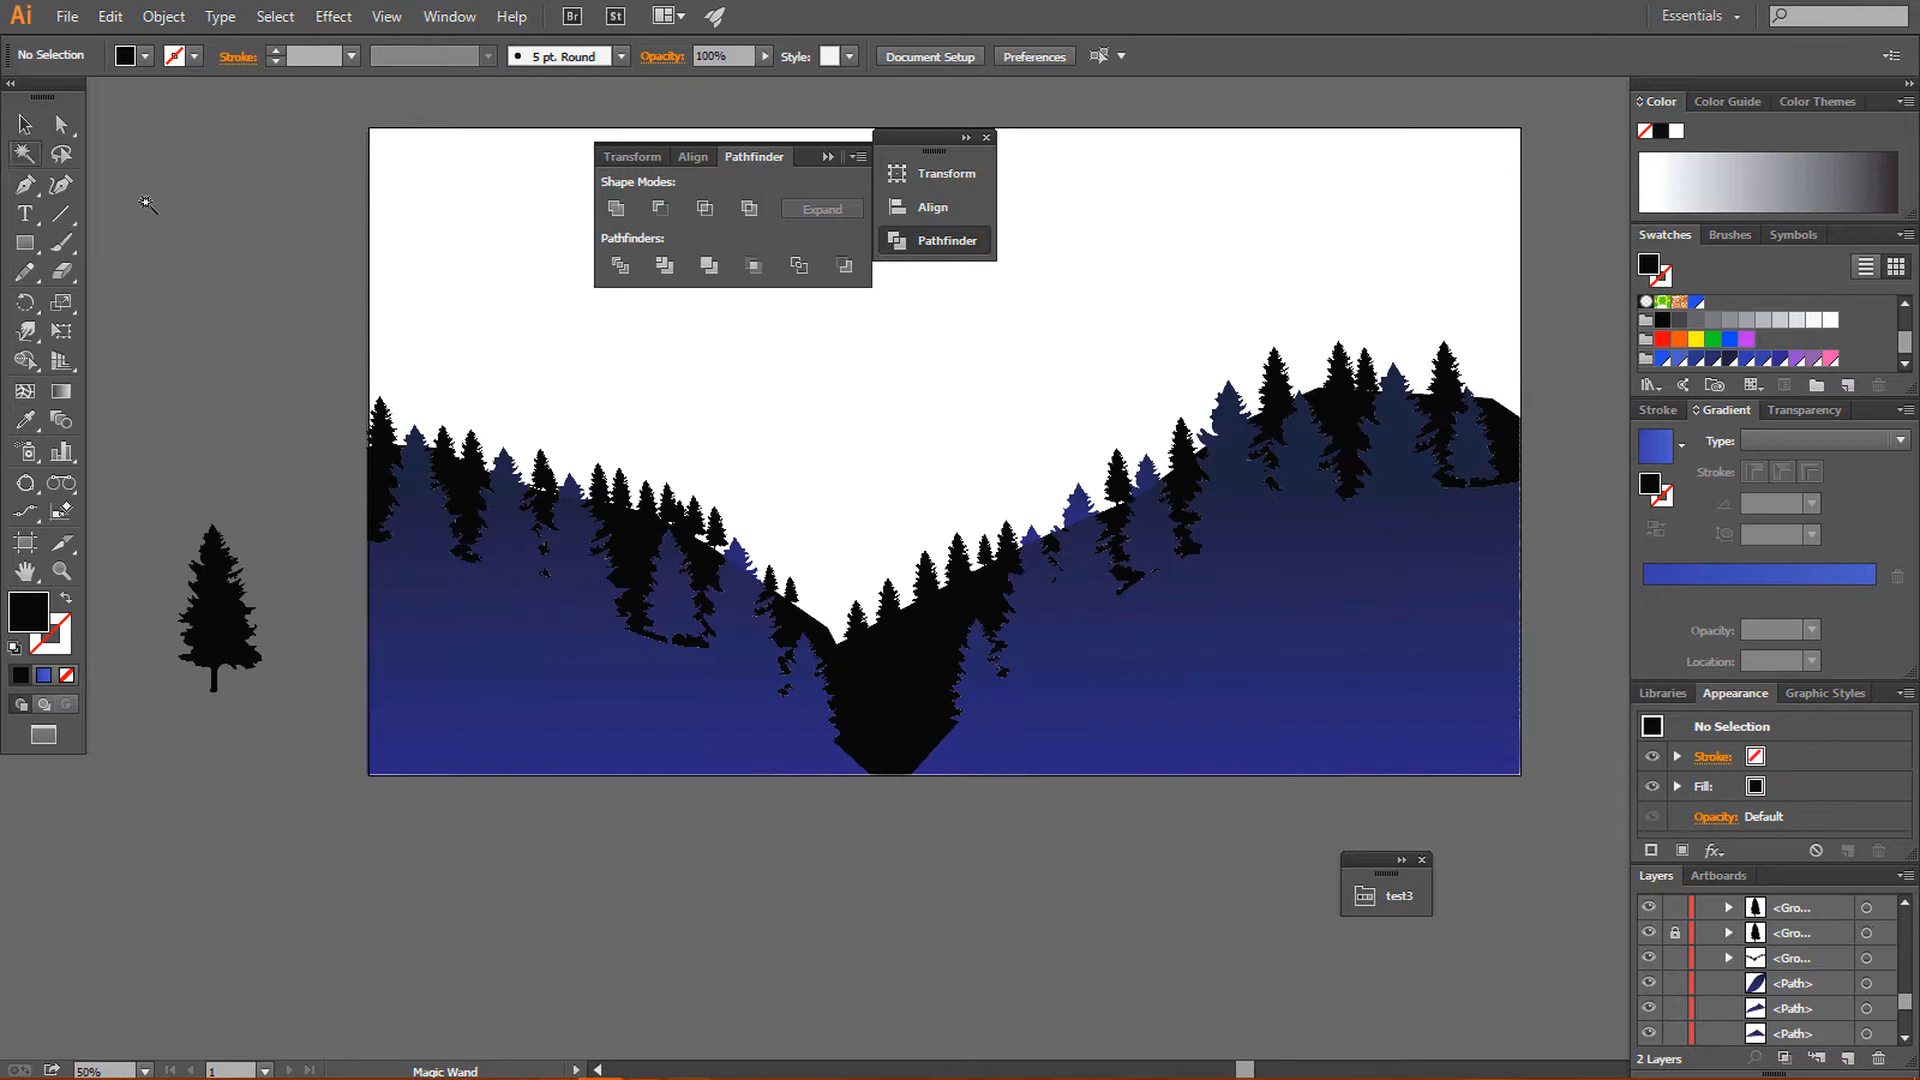 Ai File Edit Object Type Select Effect View Window Help Br St Essentials
No Selection Stroke: 5 pt. Round Opacity: 100% Style: Document Setup Preferences
Color Color Guide Color Themes
Transform Align Pathfinder
Shape Modes:
Expand
Pathfinders:
Transform
Align
Pathfinder
Swatches Brushes Symbols
Stroke Gradient Transparency
Type:
Stroke:
Opacity:
Location:
Libraries Appearance Graphic Styles
No Selection
Stroke:
Fill:
Opacity: Default
fx
Layers Artboards
<Gro...
<Gro...
<Gro...
<Path>
<Path>
<Path>
2 Layers
test3
50% 1 Magic Wand